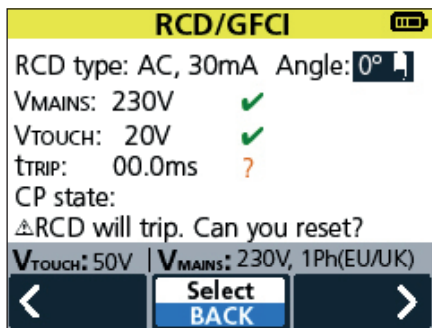 RCD/GFCI
RCD type: AC, 30mA Angle: 0°
VMAINS: 230V ✔
VTOUCH: 20V ✔
tTRIP: 00.0ms ?
CP state:
⚠RCD will trip. Can you reset?
VTOUCH: 50V | VMAINS: 230V, 1Ph(EU/UK)
Select
BACK